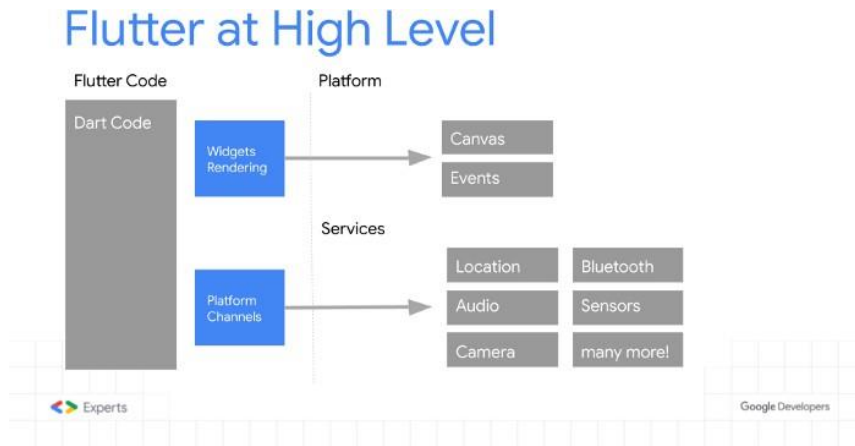 Flutter at High Level
Flutter Code
Platform
Dart Code
Widgets
Rendering
Canvas
Events
Services
Platform
Channels
Location
Bluetooth
Audio
Sensors
Camera
many more!
Experts
Google Developers